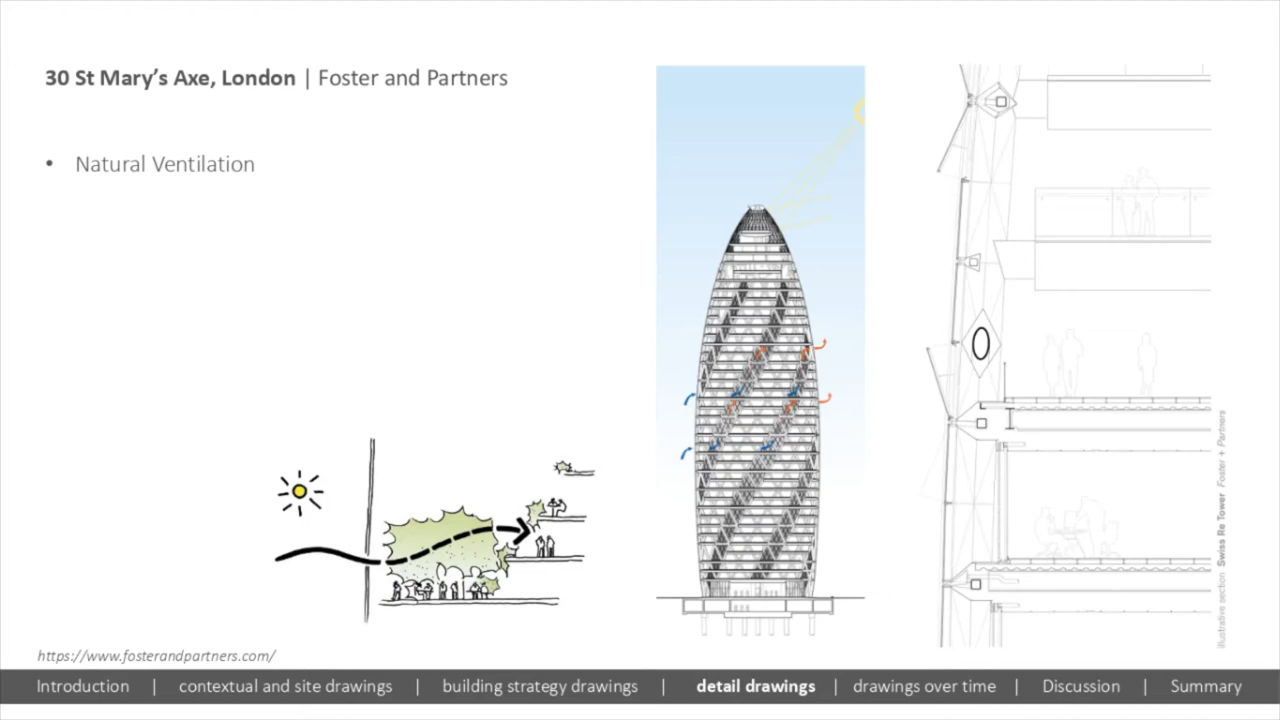 30 St Mary's Axe, London | Foster and Partners
• Natural Ventilation
illustrative section Swiss Re Tower Foster + Partners
https://www.fosterandpartners.com/
Introduction | contextual and site drawings | building strategy drawings | detail drawings | drawings over time | Discussion | Summary